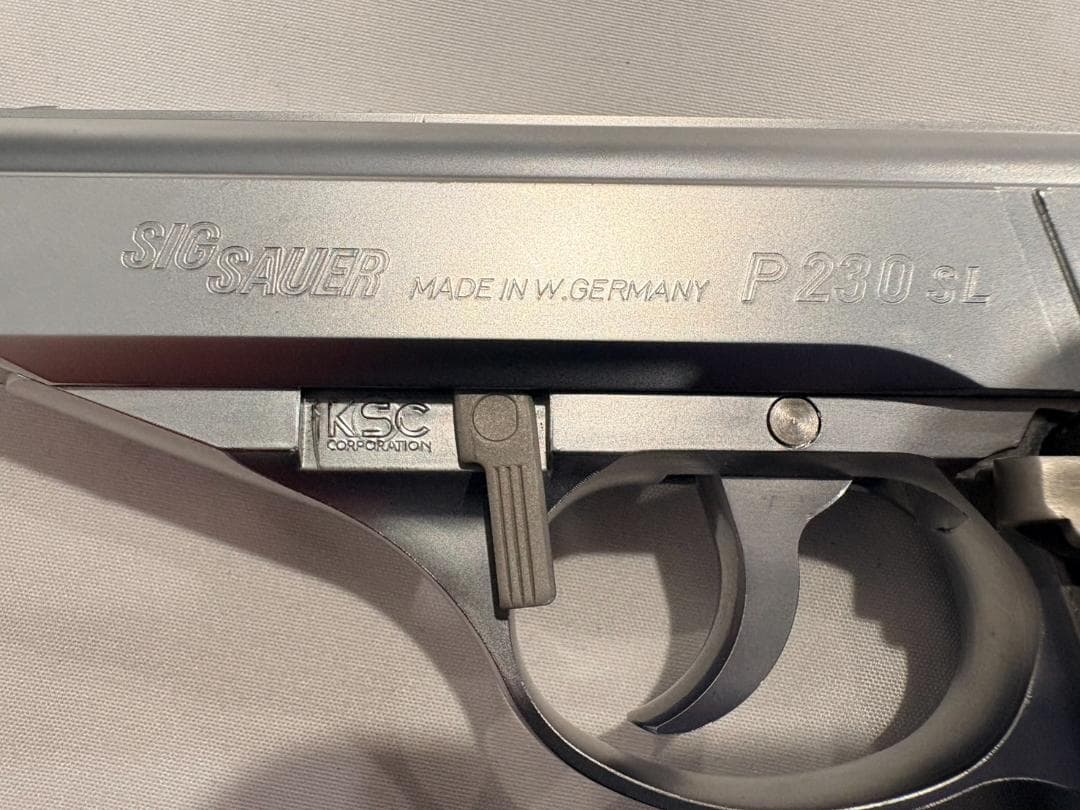 SIG SAUER MADE IN W.GERMANY P230 SL
KSC
CORPORATION